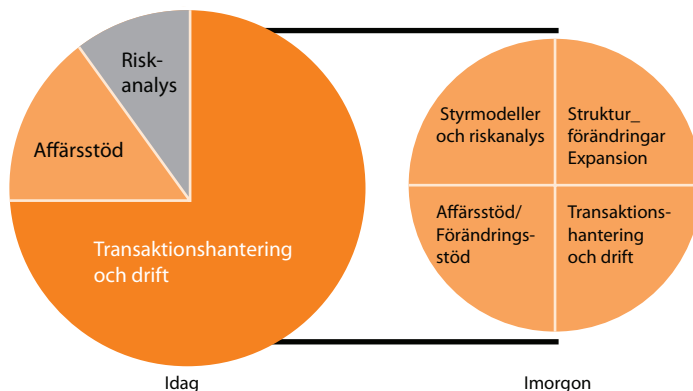 Risk-
analys
Affärsstöd
Transaktionshantering
och drift
Idag
Styrmodeller
och riskanalys
Struktur_
förändringar
Expansion
Affärsstöd/
Förändrings-
stöd
Transaktions-
hantering
och drift
Imorgon